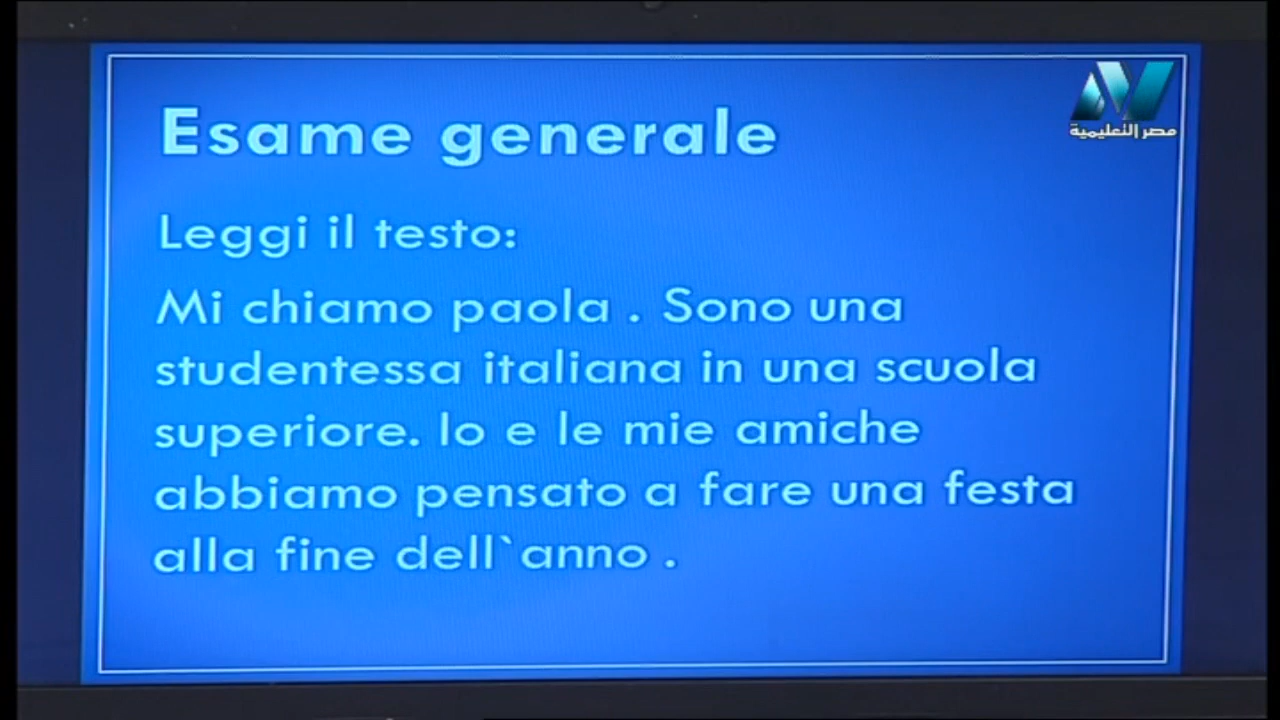 مصر التعليمية
Esame generale
Leggi il testo:
Mi chiamo paola . Sono una
studentessa italiana in una scuola
superiore. Io e le mie amiche
abbiamo pensato a fare una festa
alla fine dell`anno .